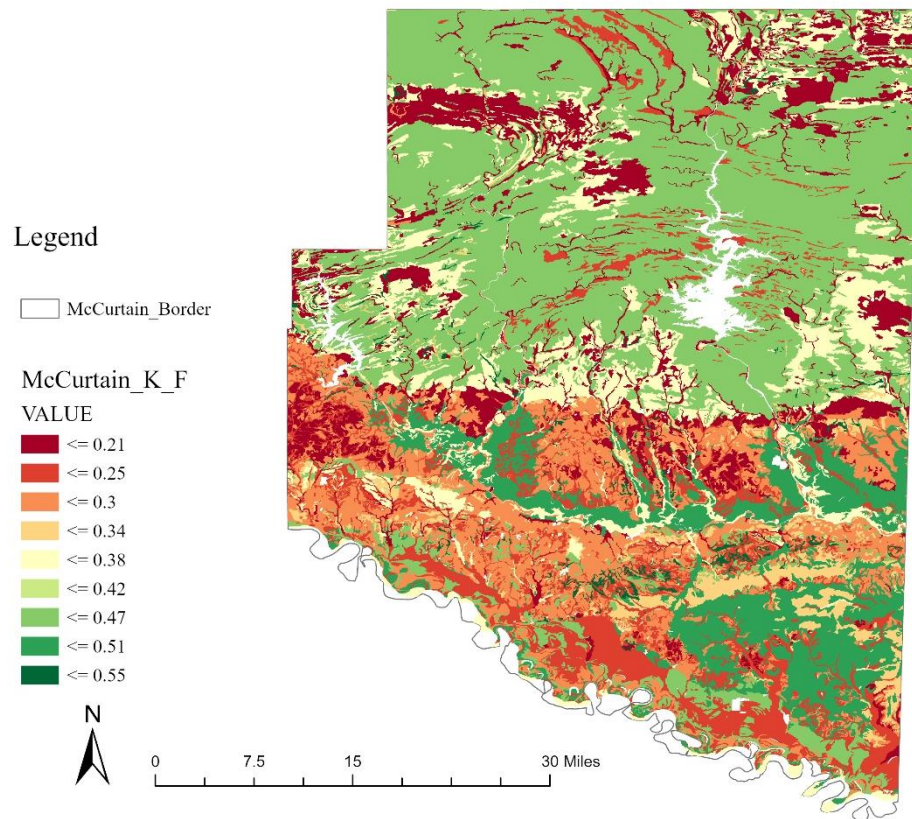 Legend
McCurtain_Border
McCurtain_K_F
VALUE
<= 0.21
<= 0.25
<= 0.3
<= 0.34
<= 0.38
<= 0.42
<= 0.47
<= 0.51
<= 0.55
N
0 7.5 15 30 Miles